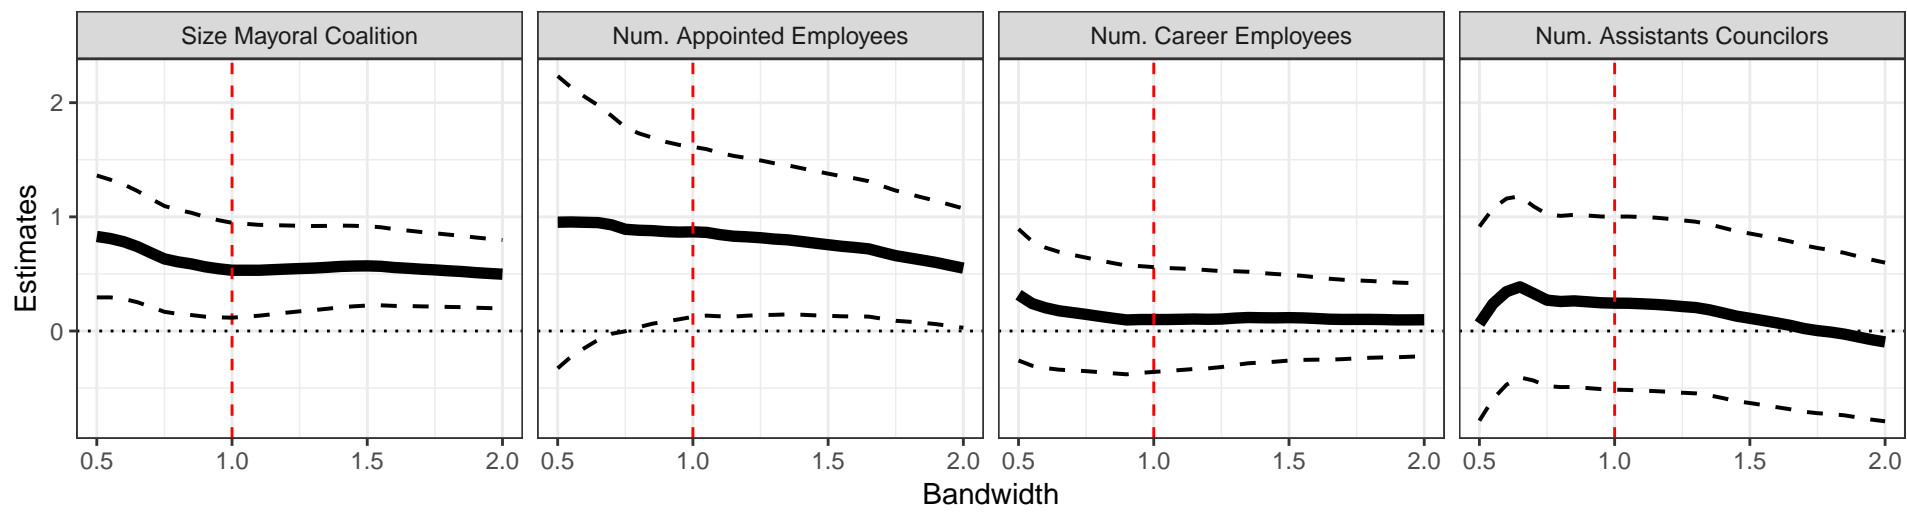 Size Mayoral Coalition
Num. Appointed Employees
Num. Career Employees
Num. Assistants Councilors
Estimates
2
1
0
0.5 1.0 1.5 2.0
0.5 1.0 1.5 2.0
0.5 1.0 1.5 2.0
0.5 1.0 1.5 2.0
Bandwidth